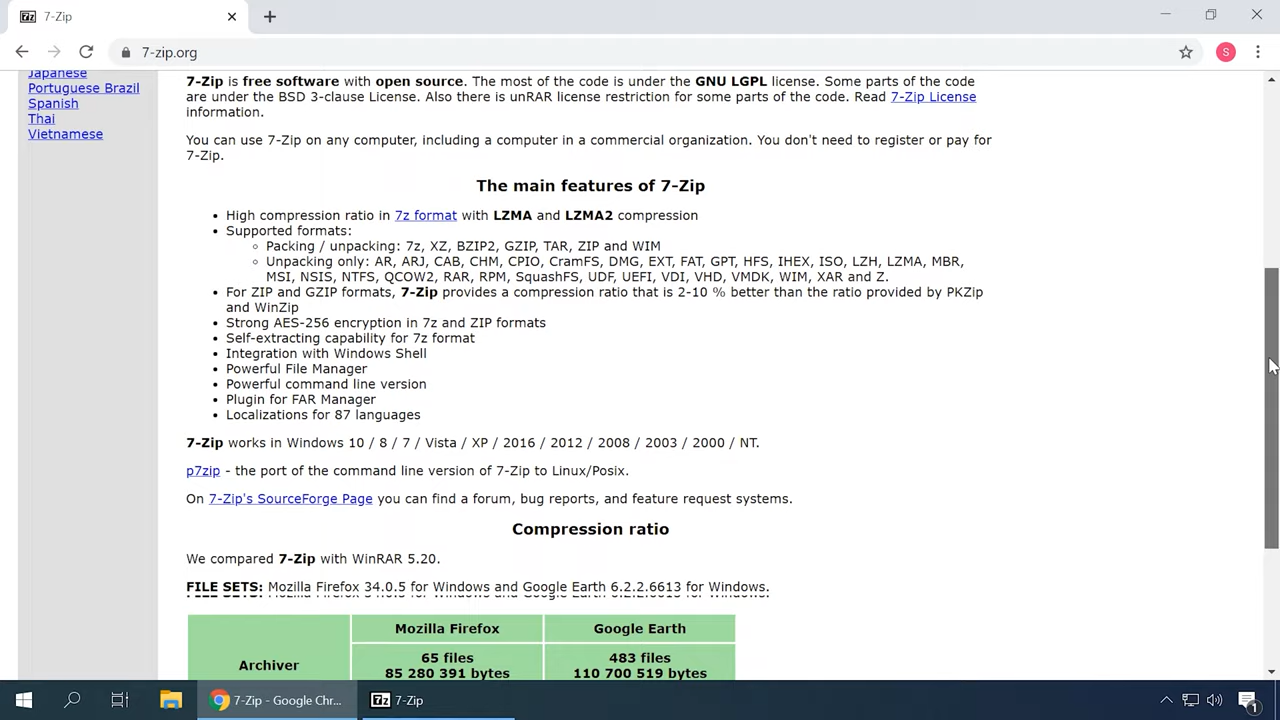 7-Zip
7-zip.org
S
Japanese
Portuguese Brazil
Spanish
Thai
Vietnamese
7-Zip is free software with open source. The most of the code is under the GNU LGPL license. Some parts of the code
are under the BSD 3-clause License. Also there is unRAR license restriction for some parts of the code. Read 7-Zip License
information.
You can use 7-Zip on any computer, including a computer in a commercial organization. You don't need to register or pay for
7-Zip.
The main features of 7-Zip
High compression ratio in 7z format with LZMA and LZMA2 compression
Supported formats:
Packing / unpacking: 7z, XZ, BZIP2, GZIP, TAR, ZIP and WIM
Unpacking only: AR, ARJ, CAB, CHM, CPIO, CramFS, DMG, EXT, FAT, GPT, HFS, IHEX, ISO, LZH, LZMA, MBR,
MSI, NSIS, NTFS, QCOW2, RAR, RPM, SquashFS, UDF, UEFI, VDI, VHD, VMDK, WIM, XAR and Z.
For ZIP and GZIP formats, 7-Zip provides a compression ratio that is 2-10 % better than the ratio provided by PKZip
and WinZip
Strong AES-256 encryption in 7z and ZIP formats
Self-extracting capability for 7z format
Integration with Windows Shell
Powerful File Manager
Powerful command line version
Plugin for FAR Manager
Localizations for 87 languages
7-Zip works in Windows 10 / 8 / 7 / Vista / XP / 2016 / 2012 / 2008 / 2003 / 2000 / NT.
p7zip - the port of the command line version of 7-Zip to Linux/Posix.
On 7-Zip's SourceForge Page you can find a forum, bug reports, and feature request systems.
Compression ratio
We compared 7-Zip with WinRAR 5.20.
FILE SETS: Mozilla Firefox 34.0.5 for Windows and Google Earth 6.2.2.6613 for Windows.
Mozilla Firefox Google Earth
Archiver
65 files 483 files
85 280 391 bytes 110 700 519 bytes
7-Zip - Google Chr...
7-Zip
1